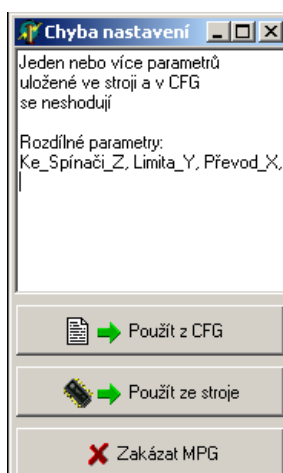 Chyba nastavení
Jeden nebo více parametrů
uložené ve stroji a v CFG
se neshodují
Rozdílné parametry:
Ke_Spínači_Z, Limita_Y, Převod_X,
Použít z CFG
Použít ze stroje
Zakázat MPG